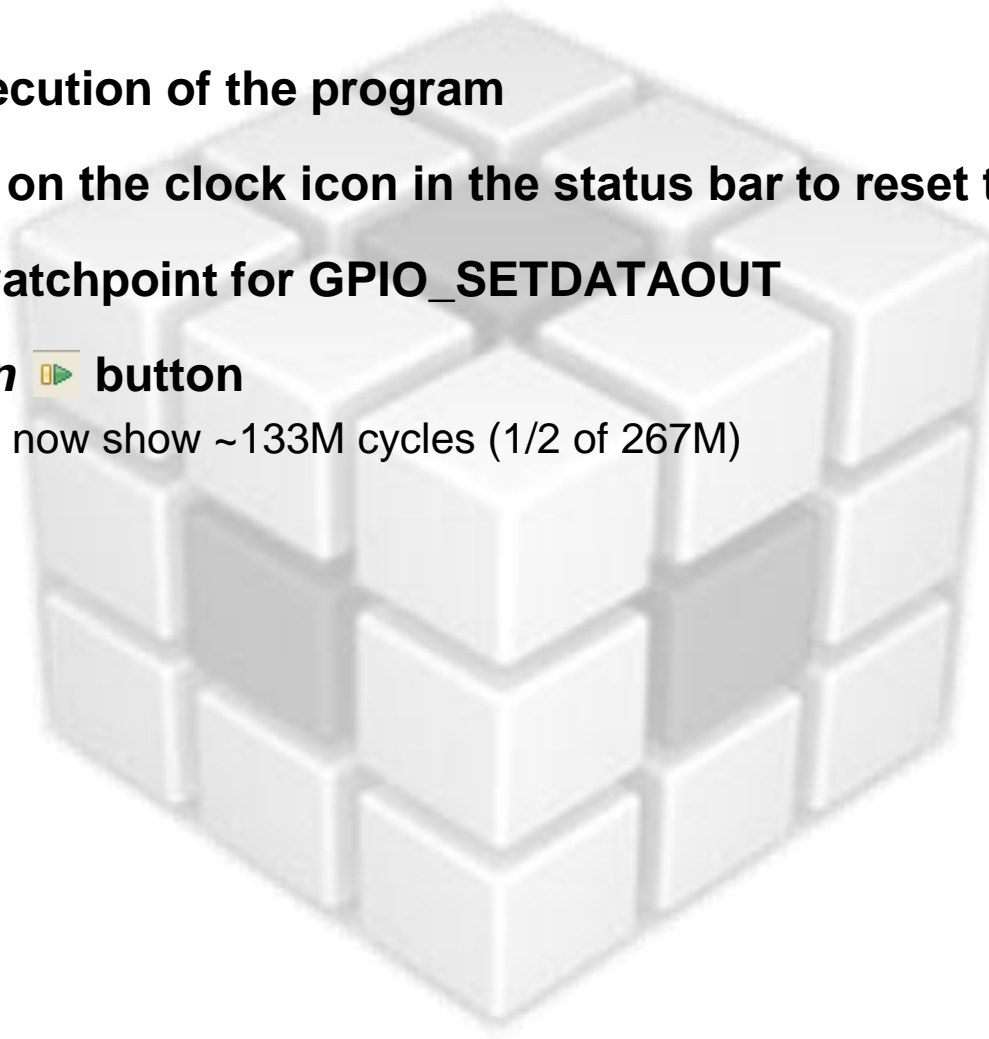 ecution of the program
on the clock icon in the status bar to reset t
atchpoint for GPIO_SETDATAOUT
n button
now show ~133M cycles (1/2 of 267M)